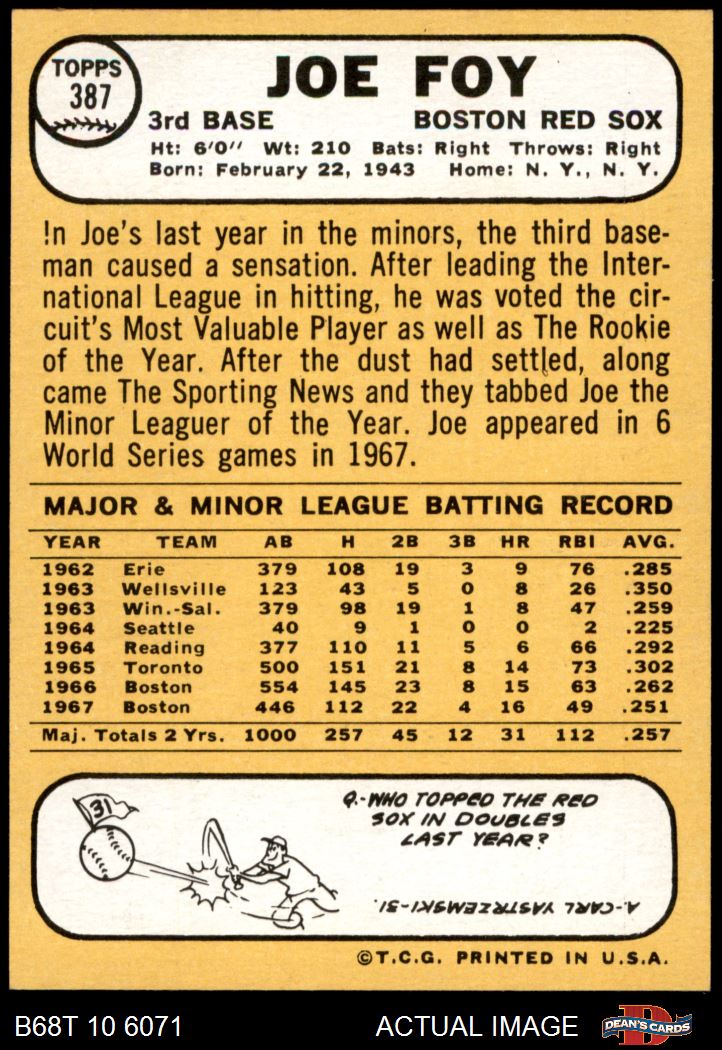 TOPPS
387
JOE FOY
3rd BASE BOSTON RED SOX
Ht: 6'0" Wt: 210 Bats: Right Throws: Right
Born: February 22, 1943 Home: N. Y., N. Y.
In Joe's last year in the minors, the third base-
man caused a sensation. After leading the Inter-
national League in hitting, he was voted the cir-
cuit's Most Valuable Player as well as The Rookie
of the Year. After the dust had settled, along
came The Sporting News and they tabbed Joe the
Minor Leaguer of the Year. Joe appeared in 6
World Series games in 1967.
MAJOR & MINOR LEAGUE BATTING RECORD
YEAR TEAM AB H 2B 3B HR RBI AVG.
1962 Erie 379 108 19 3 9 76 .285
1963 Wellsville 123 43 5 0 8 26 .350
1963 Win.-Sal. 379 98 19 1 8 47 .259
1964 Seattle 40 9 1 0 0 2 .225
1964 Reading 377 110 11 5 6 66 .292
1965 Toronto 500 151 21 8 14 73 .302
1966 Boston 554 145 23 8 15 63 .262
1967 Boston 446 112 22 4 16 49 .251
Maj. Totals 2 Yrs. 1000 257 45 12 31 112 .257
31
Q.-WHO TOPPED THE RED
SOX IN DOUBLES
LAST YEAR?
A-CARL YASTRZEMSKI-31.
©T.C.G. PRINTED IN U.S.A.
B68T 10 6071 ACTUAL IMAGE D DEAN'S CARDS